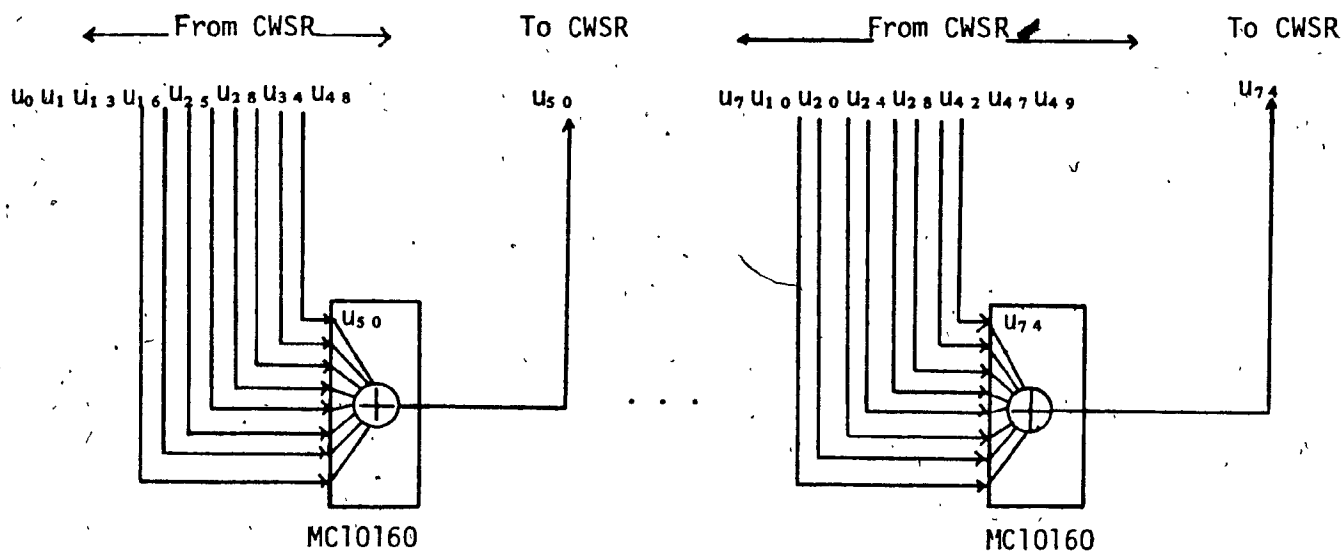 From CWSR To CWSR From CWSR To CWSR
u₀ u₁ u₁₃ u₁₆ u₂₅ u₂₈ u₃₄ u₄₈ u₅₀ u₇ u₁₀ u₂₀ u₂₄ u₂₈ u₄₂ u₄₇ u₄₉ u₇₄
u₅₀ u₇₄
. . .
MC10160 MC10160